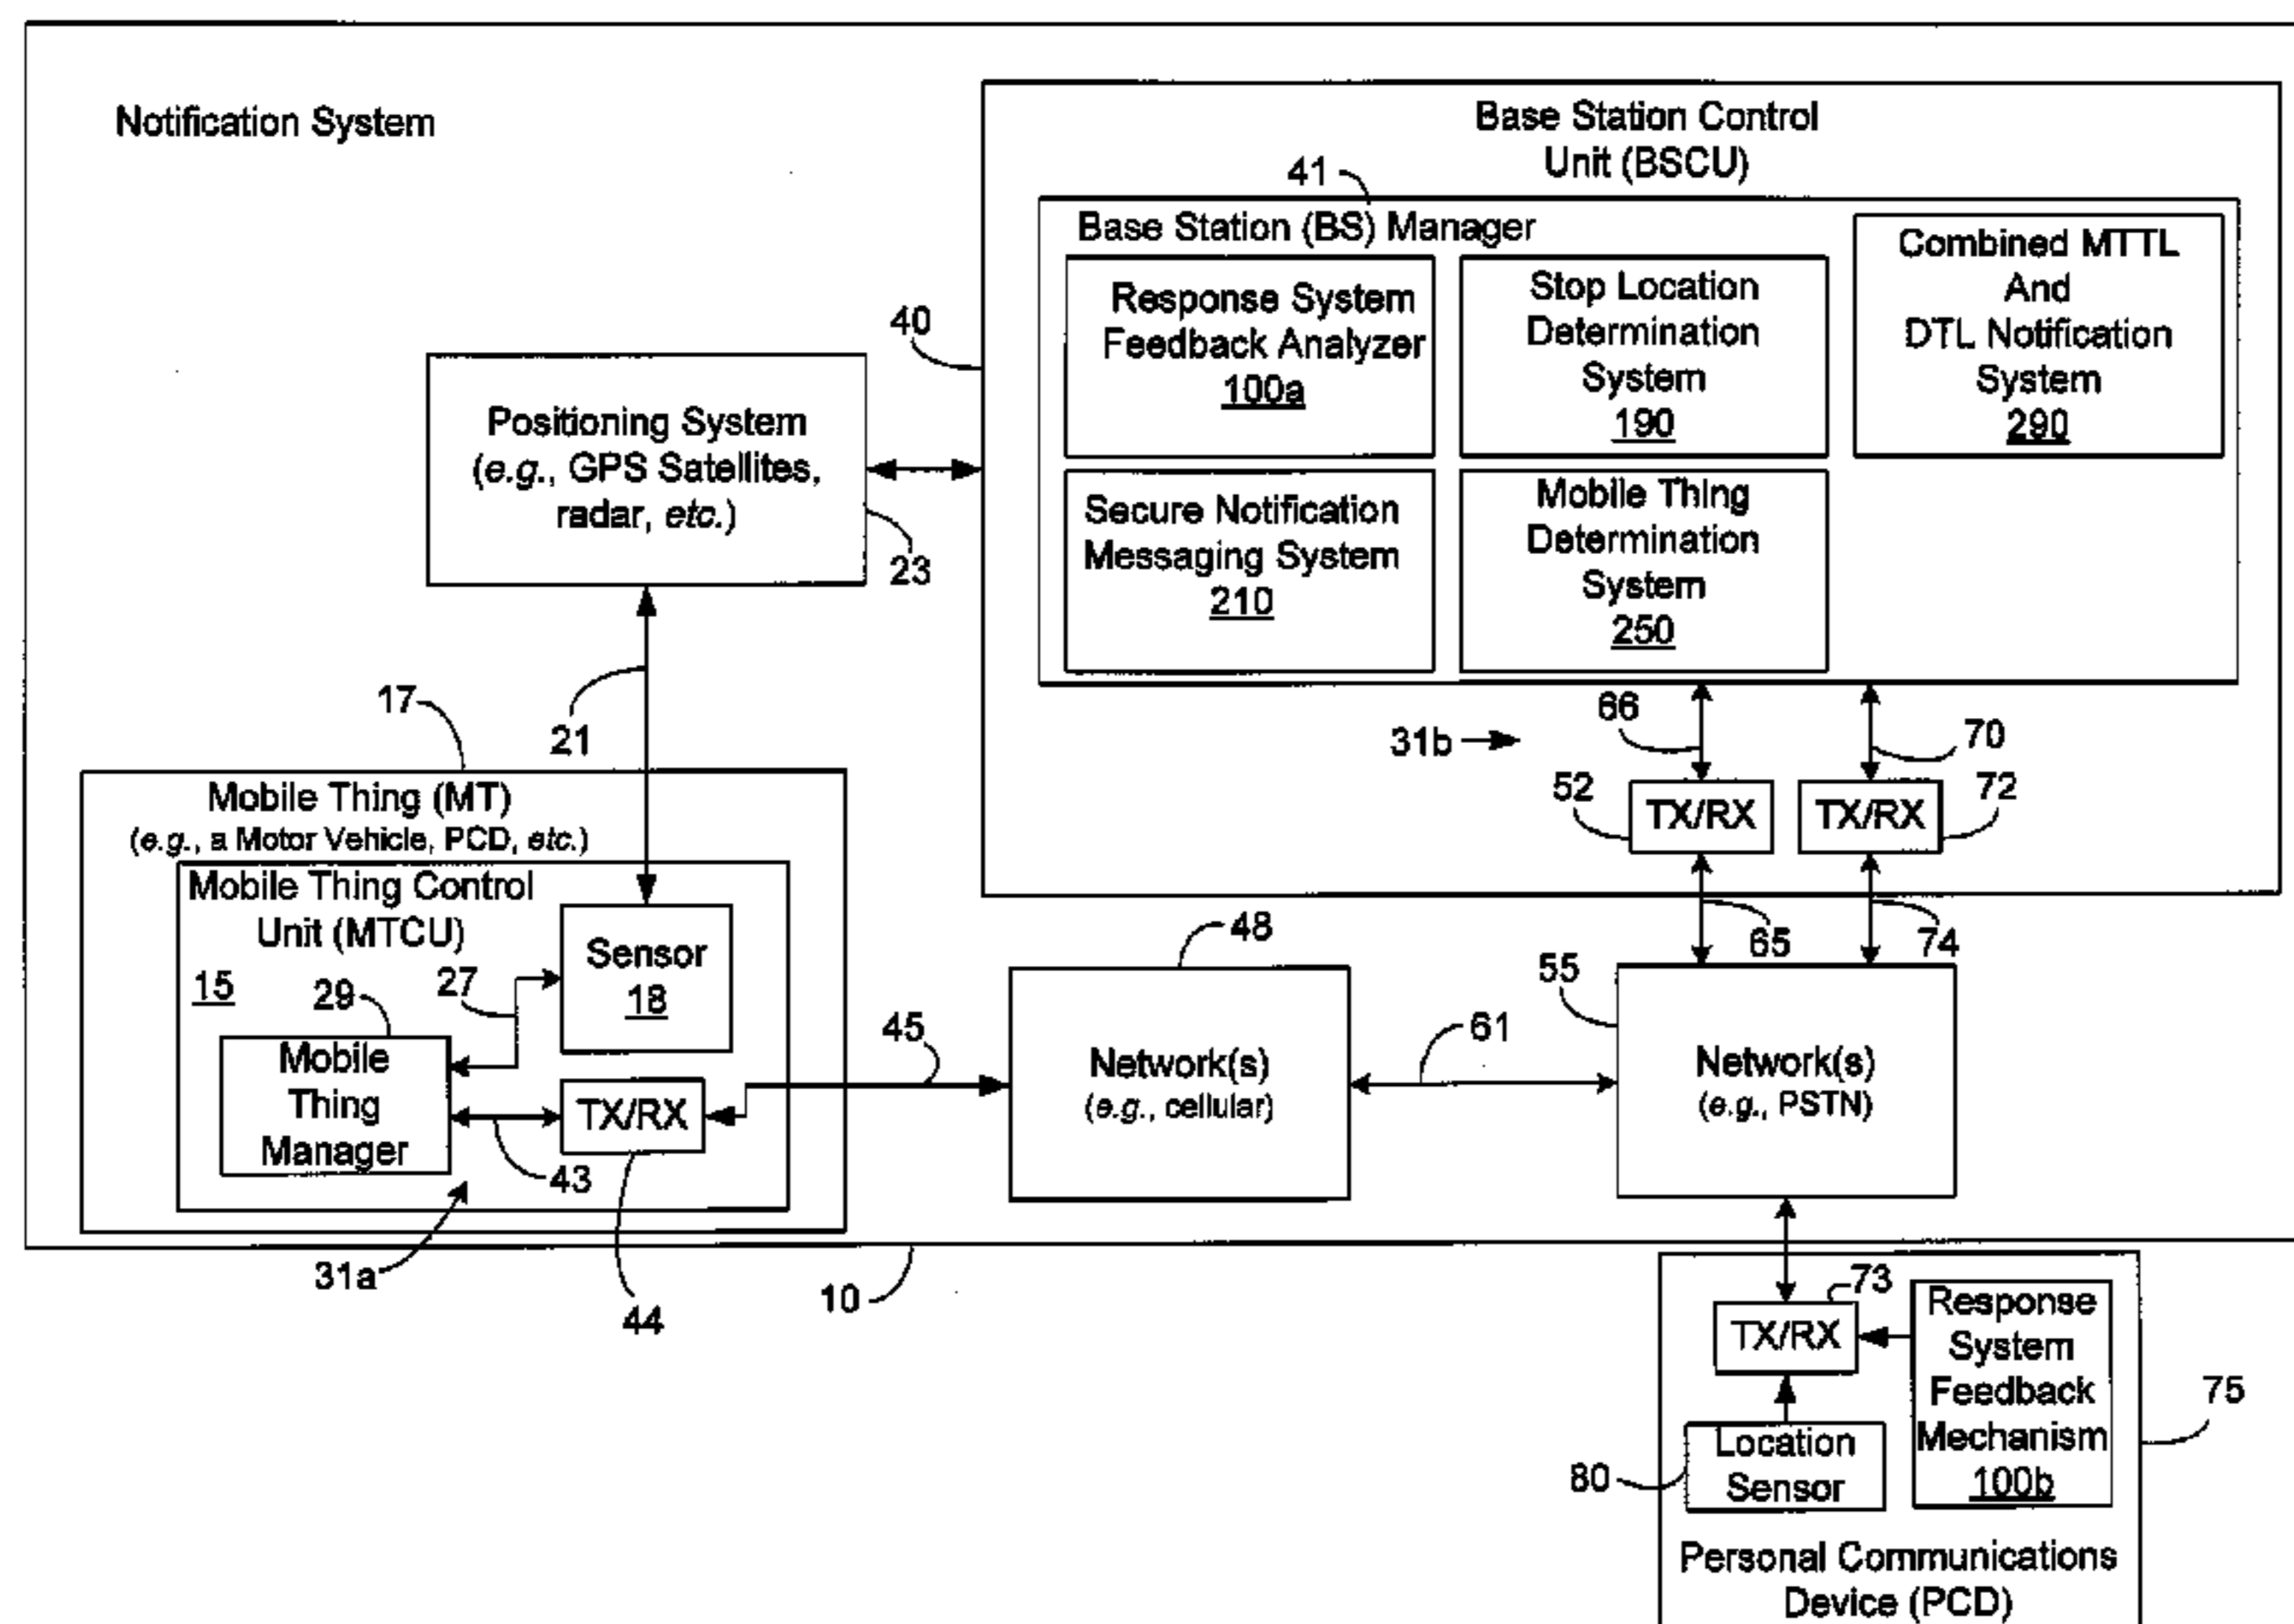 Notification System
Base Station Control
Unit (BSCU)
41
Base Station (BS) Manager
Response System
Feedback Analyzer
100a
Stop Location
Determination
System
190
Combined MTTL
And
DTL Notification
System
290
Secure Notification
Messaging System
210
Mobile Thing
Determination
System
250
40
Positioning System
(e.g., GPS Satellites,
radar, etc.)
23
21
17
Mobile Thing (MT)
(e.g., a Motor Vehicle, PCD, etc.)
Mobile Thing Control
Unit (MTCU)
15
Sensor
18
27
29
Mobile
Thing
Manager
TX/RX
43
31a
44
45
10
48
Network(s)
(e.g., cellular)
61
31b
66
70
52
TX/RX
TX/RX
72
65
74
55
Network(s)
(e.g., PSTN)
73
TX/RX
Response
System
Feedback
Mechanism
100b
75
80
Location
Sensor
Personal Communications
Device (PCD)